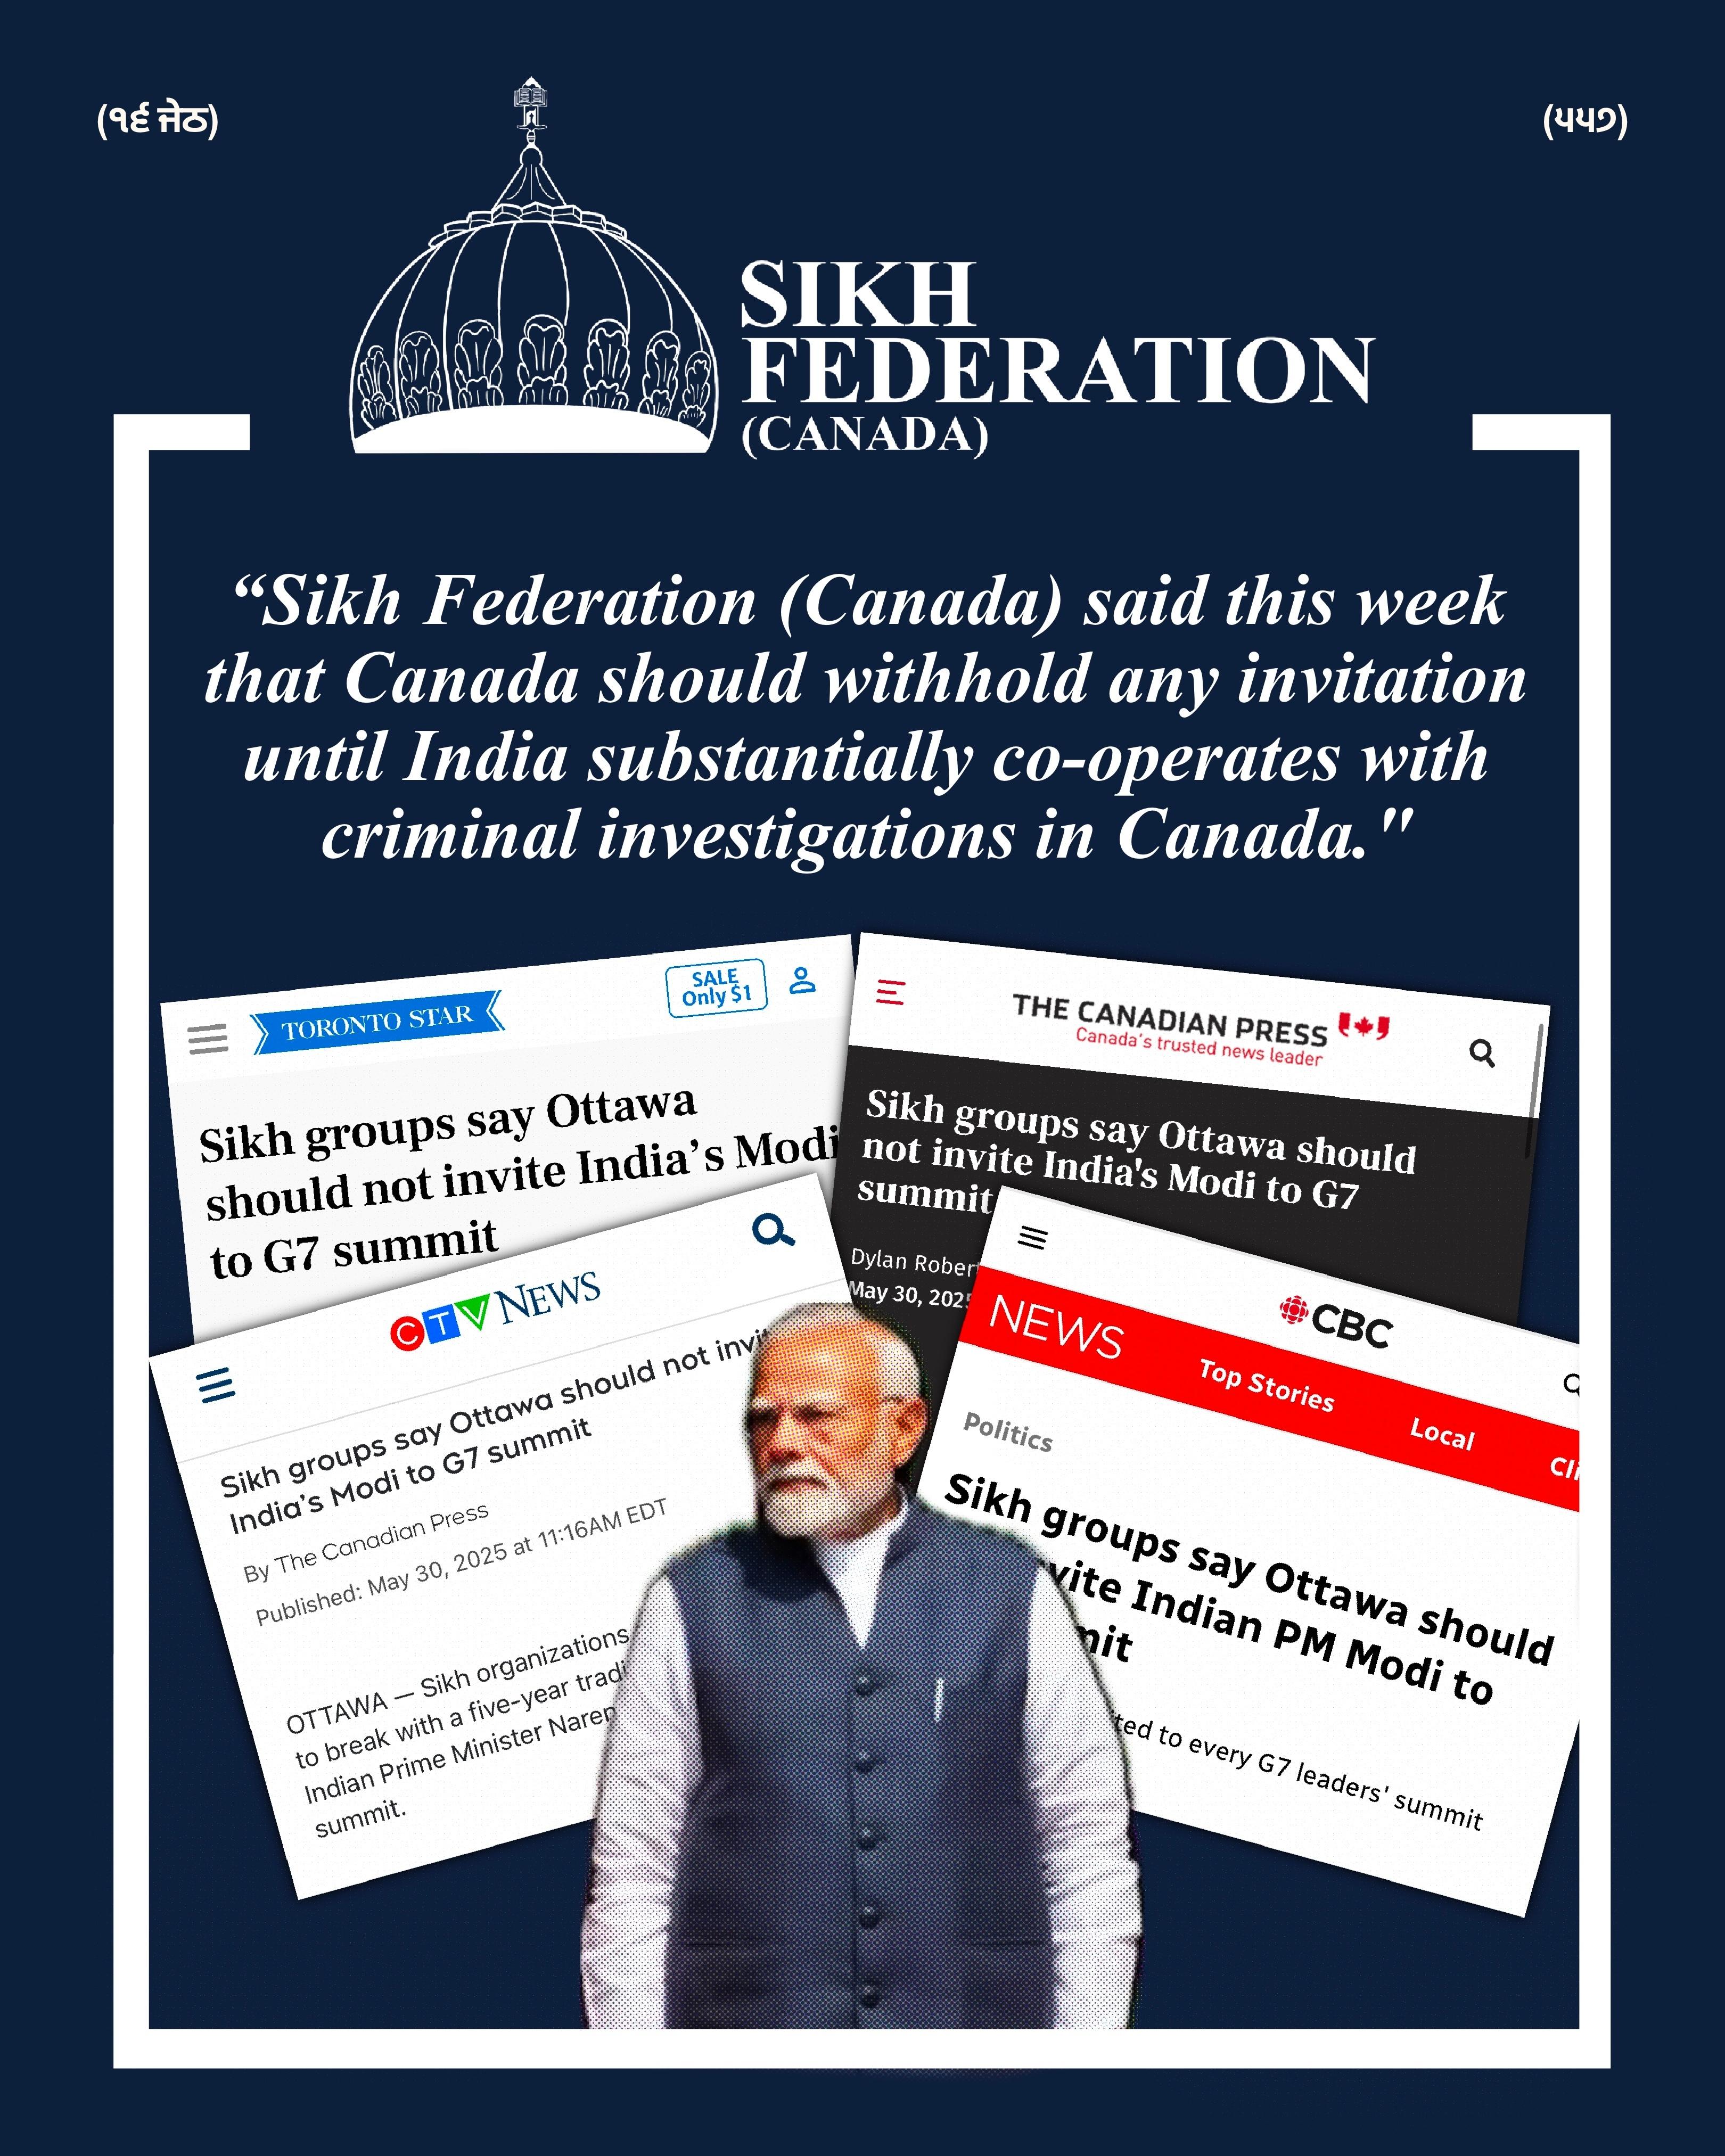 (੧੬ ਜੇਠ)
(੫੫੭)
SIKH
FEDERATION
(CANADA)
“Sikh Federation (Canada) said this week
that Canada should withhold any invitation
until India substantially co-operates with
criminal investigations in Canada."
TORONTO STAR
SALE
Only $1
Sikh groups say Ottawa
should not invite India’s Modi
to G7 summit
THE CANADIAN PRESS
Canada's trusted news leader
Sikh groups say Ottawa should
not invite India's Modi to G7
summit
Dylan
May 30,
CTV NEWS
Sikh groups say Ottawa should not
India’s Modi to G7 summit
By The Canadian Press
Published: May 30, 2025 at 11:16AM EDT
OTTAWA — Sikh organizations
to break with a five-year
Indian Prime Minister
summit.
CBC
NEWS
Top Stories
Local
Politics
Sikh groups say Ottawa should
Indian PM Modi to
to every G7 leaders' summit